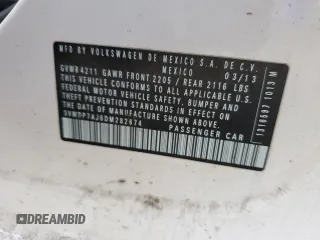 MFD BY VOLKSWAGEN DE MEXICO S.A. DE C.V.
MEXICO 03/13
GVWR 4211 GAWR FRONT 2205 / REAR 2116 LBS
THIS VEHICLE CONFORMS TO ALL APPLICABLE
FEDERAL MOTOR VEHICLE SAFETY, BUMPER AND
THEFT PREVENTION STANDARDS IN EFFECT ON
THE DATE OF MANUFACTURE SHOWN ABOVE
PASSENGER CAR
DREAMBID